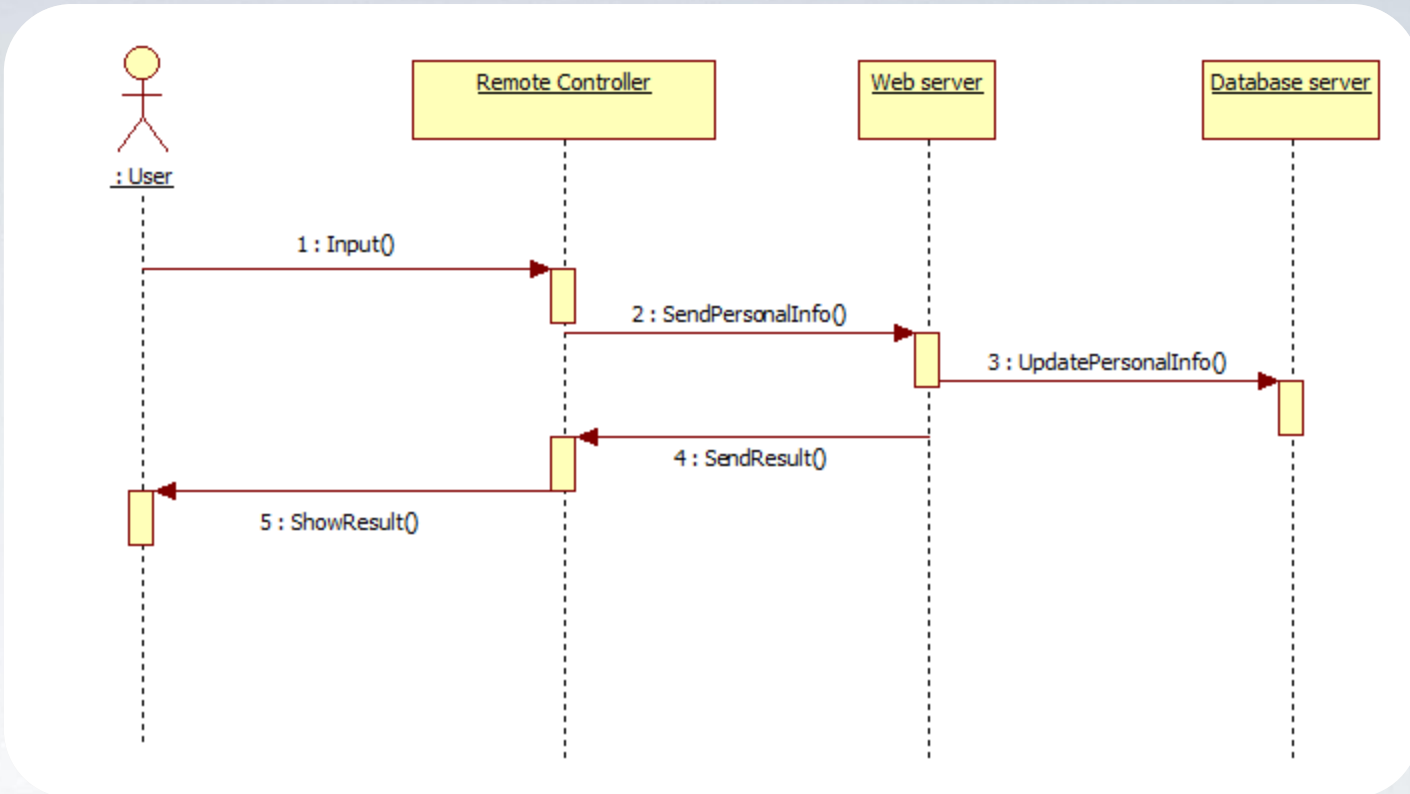 Remote Controller
Web server
Database server
: User
1 : Input()
2 : SendPersonalInfo()
3 : UpdatePersonalInfo()
4 : SendResult()
5 : ShowResult()